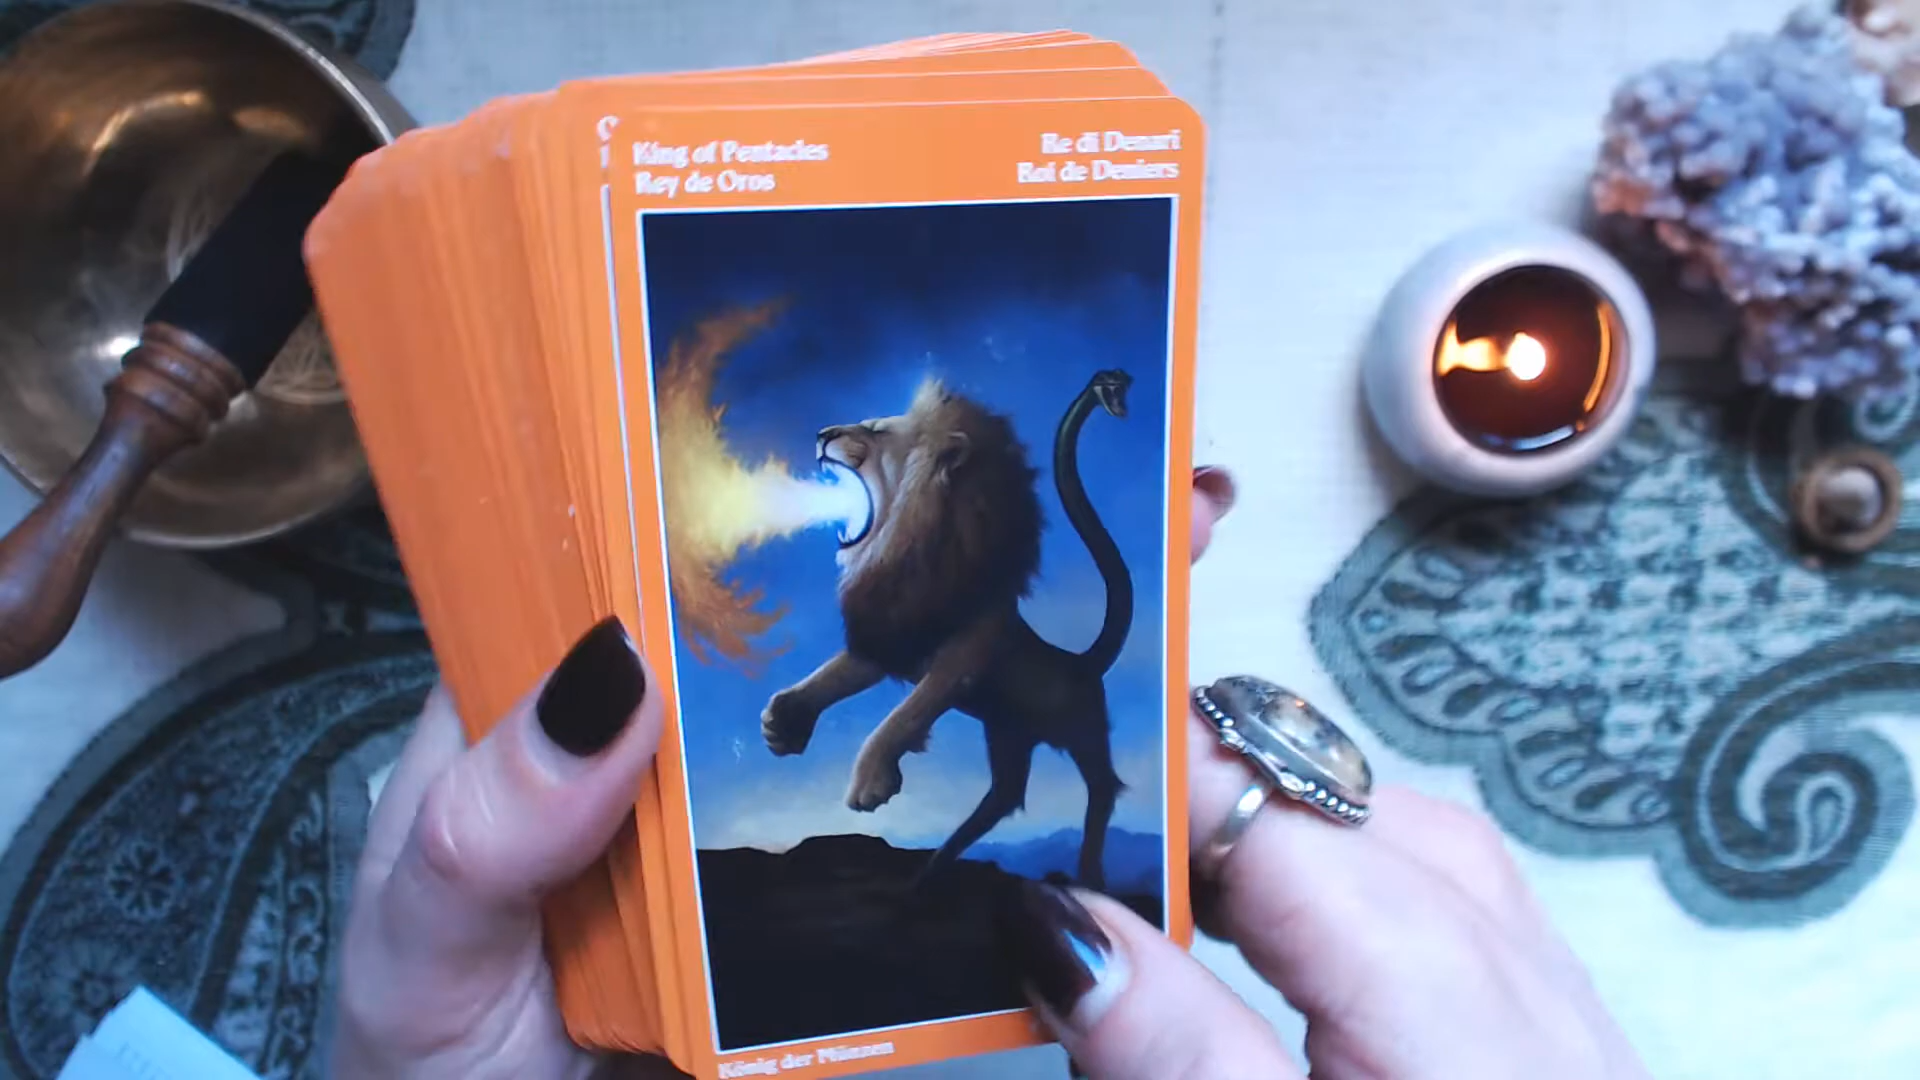 King of Pentacles
Rey de Oros
Re di Denari
Roi de Deniers
König der Münzen